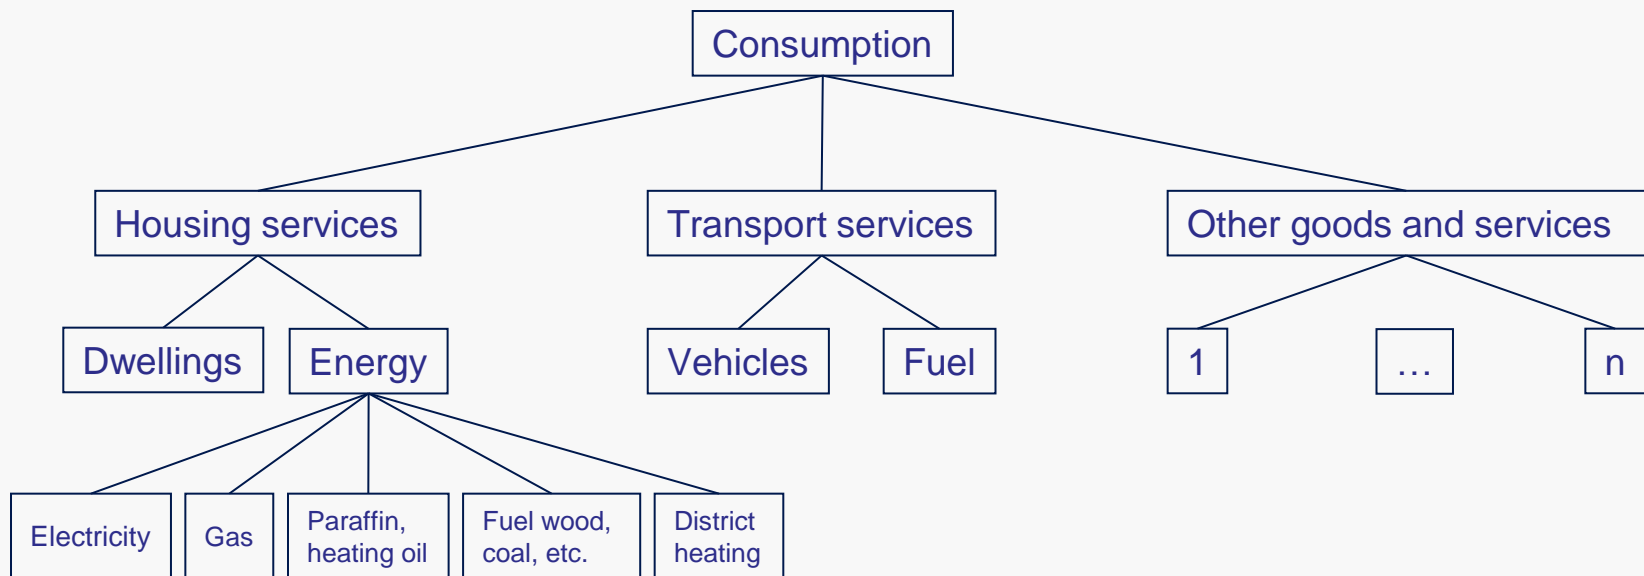 Consumption
Housing services
Transport services
Other goods and services
Dwellings
Energy
Vehicles
Fuel
1
…
n
Electricity
Gas
Paraffin,
heating oil
Fuel wood,
coal, etc.
District
heating